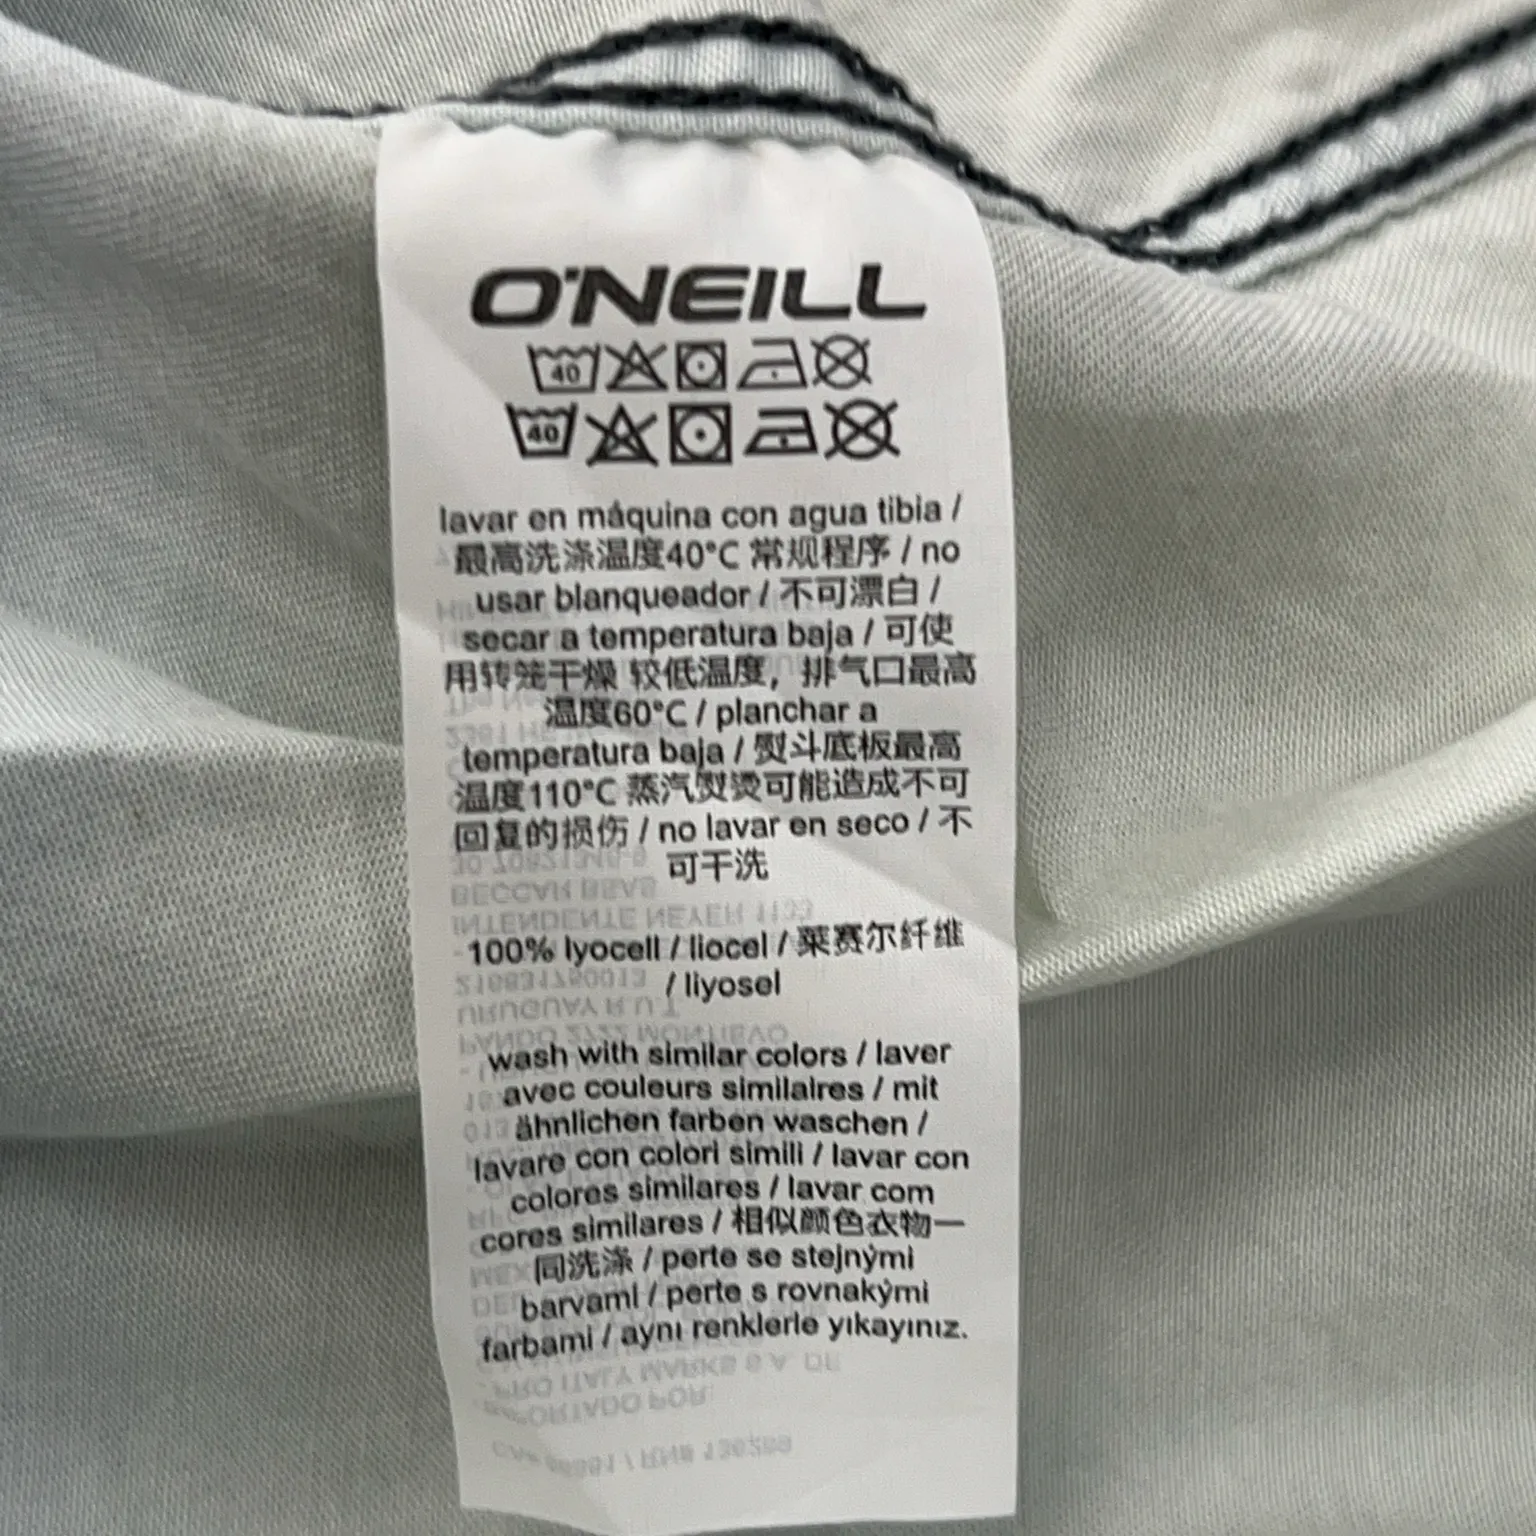 O'NEILL
40
40
lavar en máquina con agua tibia /
最高洗涤温度40°C 常规程序 / no
usar blanqueador / 不可漂白 /
secar a temperatura baja / 可使
用转笼干燥 较低温度，排气口最高
温度60°C / planchar a
temperatura baja / 熨斗底板最高
温度110°C 蒸汽熨烫可能造成不可
回复的损伤 / no lavar en seco / 不
可干洗
100% lyocell / liocel / 莱赛尔纤维
/ liyosel
wash with similar colors / laver
avec couleurs similaires / mit
ähnlichen farben waschen /
lavare con colori simili / lavar con
colores similares / lavar com
cores similares / 相似颜色衣物一
同洗涤 / perte se stejnými
barvami / perte s rovnakými
farbami / aynı renklerle yıkayınız.